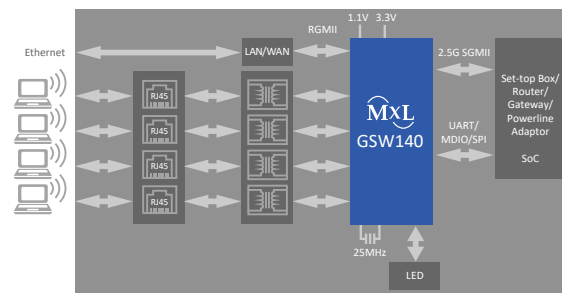 1.1V 3.3V
RGMII
Ethernet
LAN/WAN
2.5G SGMII
Set-top Box/
Router/
Gateway/
Powerline
Adaptor
SoC
RJ45
RJ45
RJ45
RJ45
MxL
GSW140
UART/
MDIO/SPI
25MHz
LED